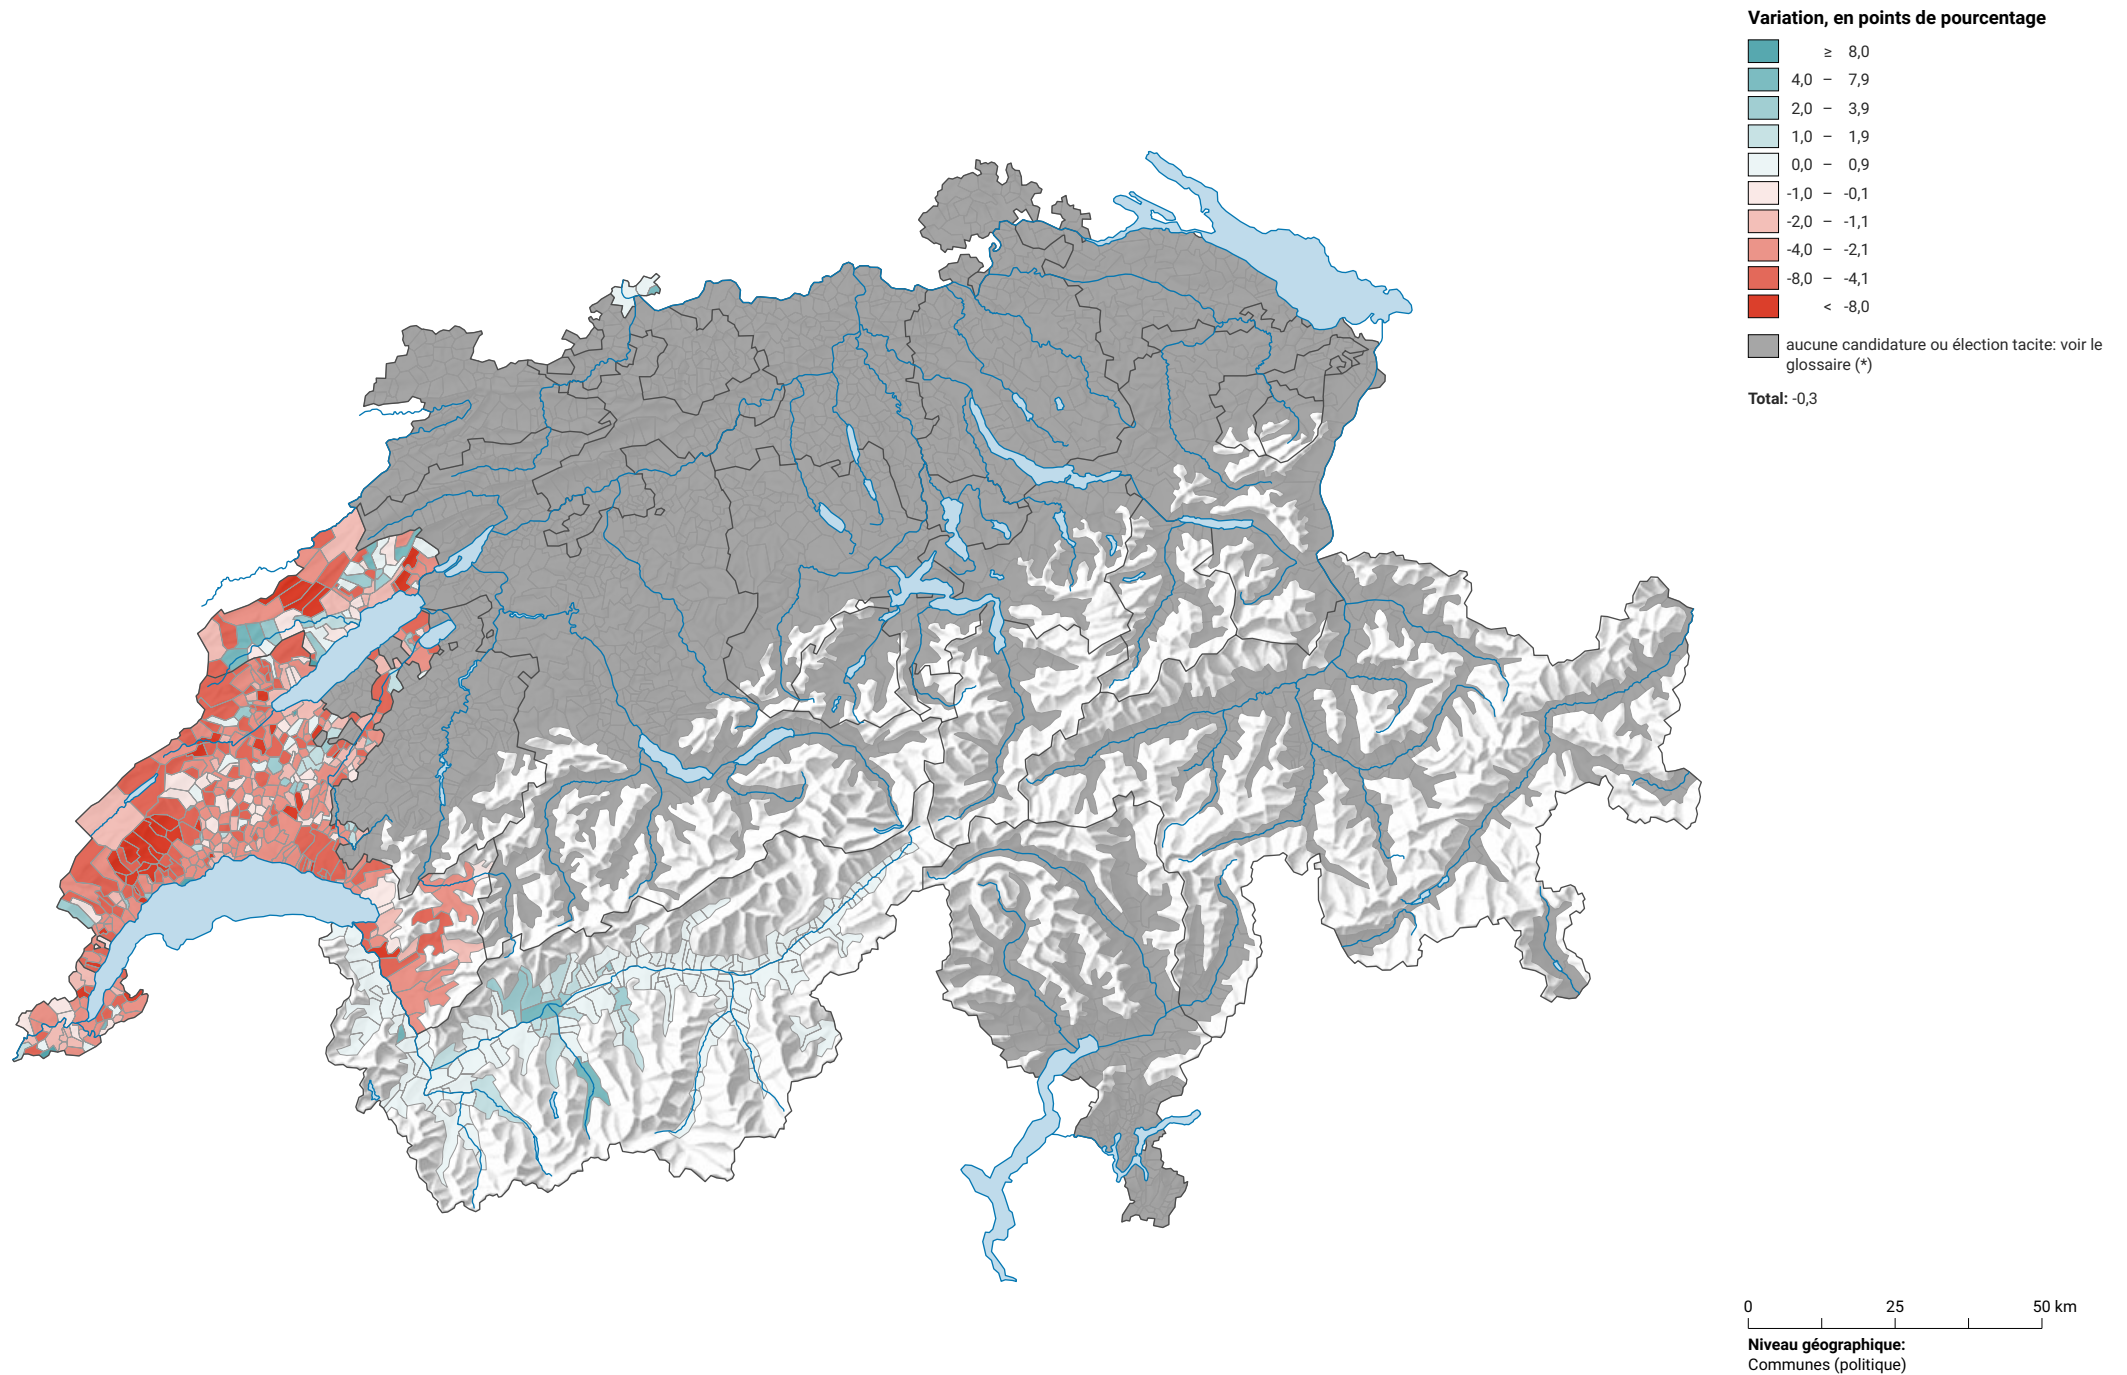 Variation, en points de pourcentage
≥ 8,0
4,0 – 7,9
2,0 – 3,9
1,0 – 1,9
0,0 – 0,9
-1,0 – -0,1
-2,0 – -1,1
-4,0 – -2,1
-8,0 – -4,1
< -8,0
aucune candidature ou élection tacite: voir le
glossaire (*)
Total: -0,3
0 25 50 km
Niveau géographique:
Communes (politique)